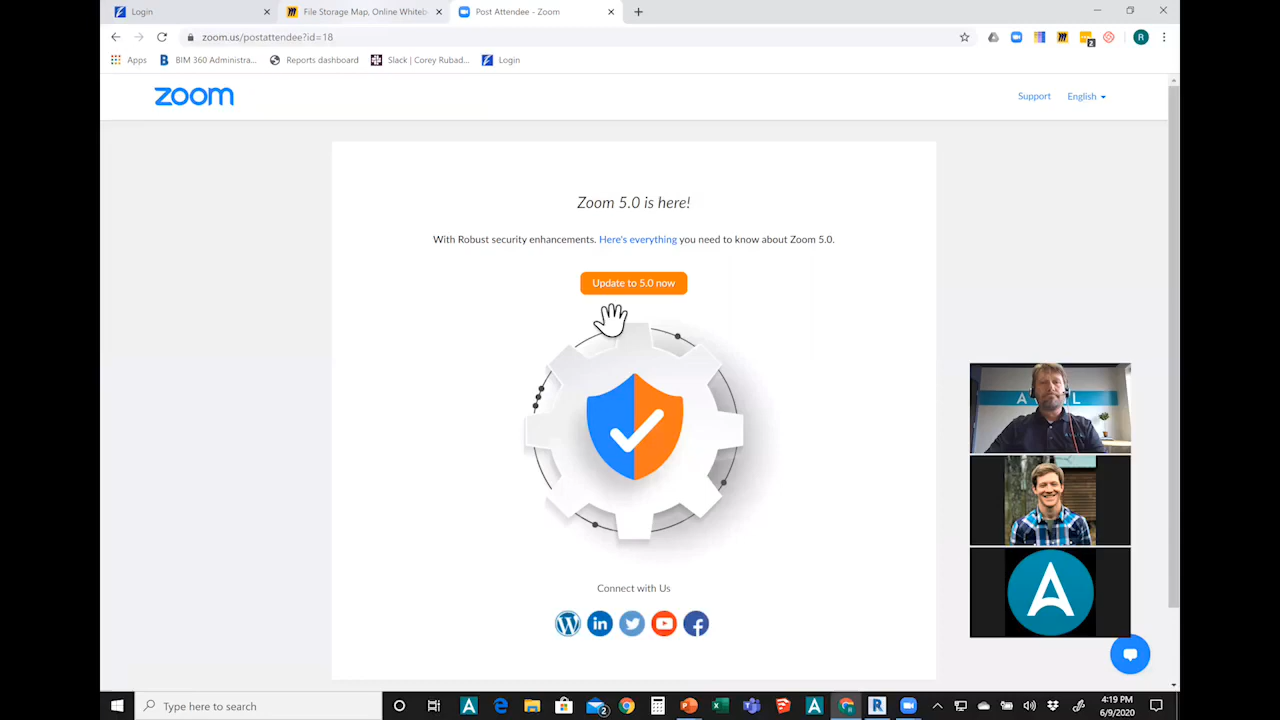 Login
File Storage Map, Online Whiteb
Post Attendee - Zoom
zoom.us/postattendee?id=18
2
R
Apps
BIM 360 Administra...
Reports dashboard
Slack | Corey Rubad...
Login
zoom
Support
English
Zoom 5.0 is here!
With Robust security enhancements. Here's everything you need to know about Zoom 5.0.
Update to 5.0 now
Connect with Us
Type here to search
2
4:19 PM
6/9/2020